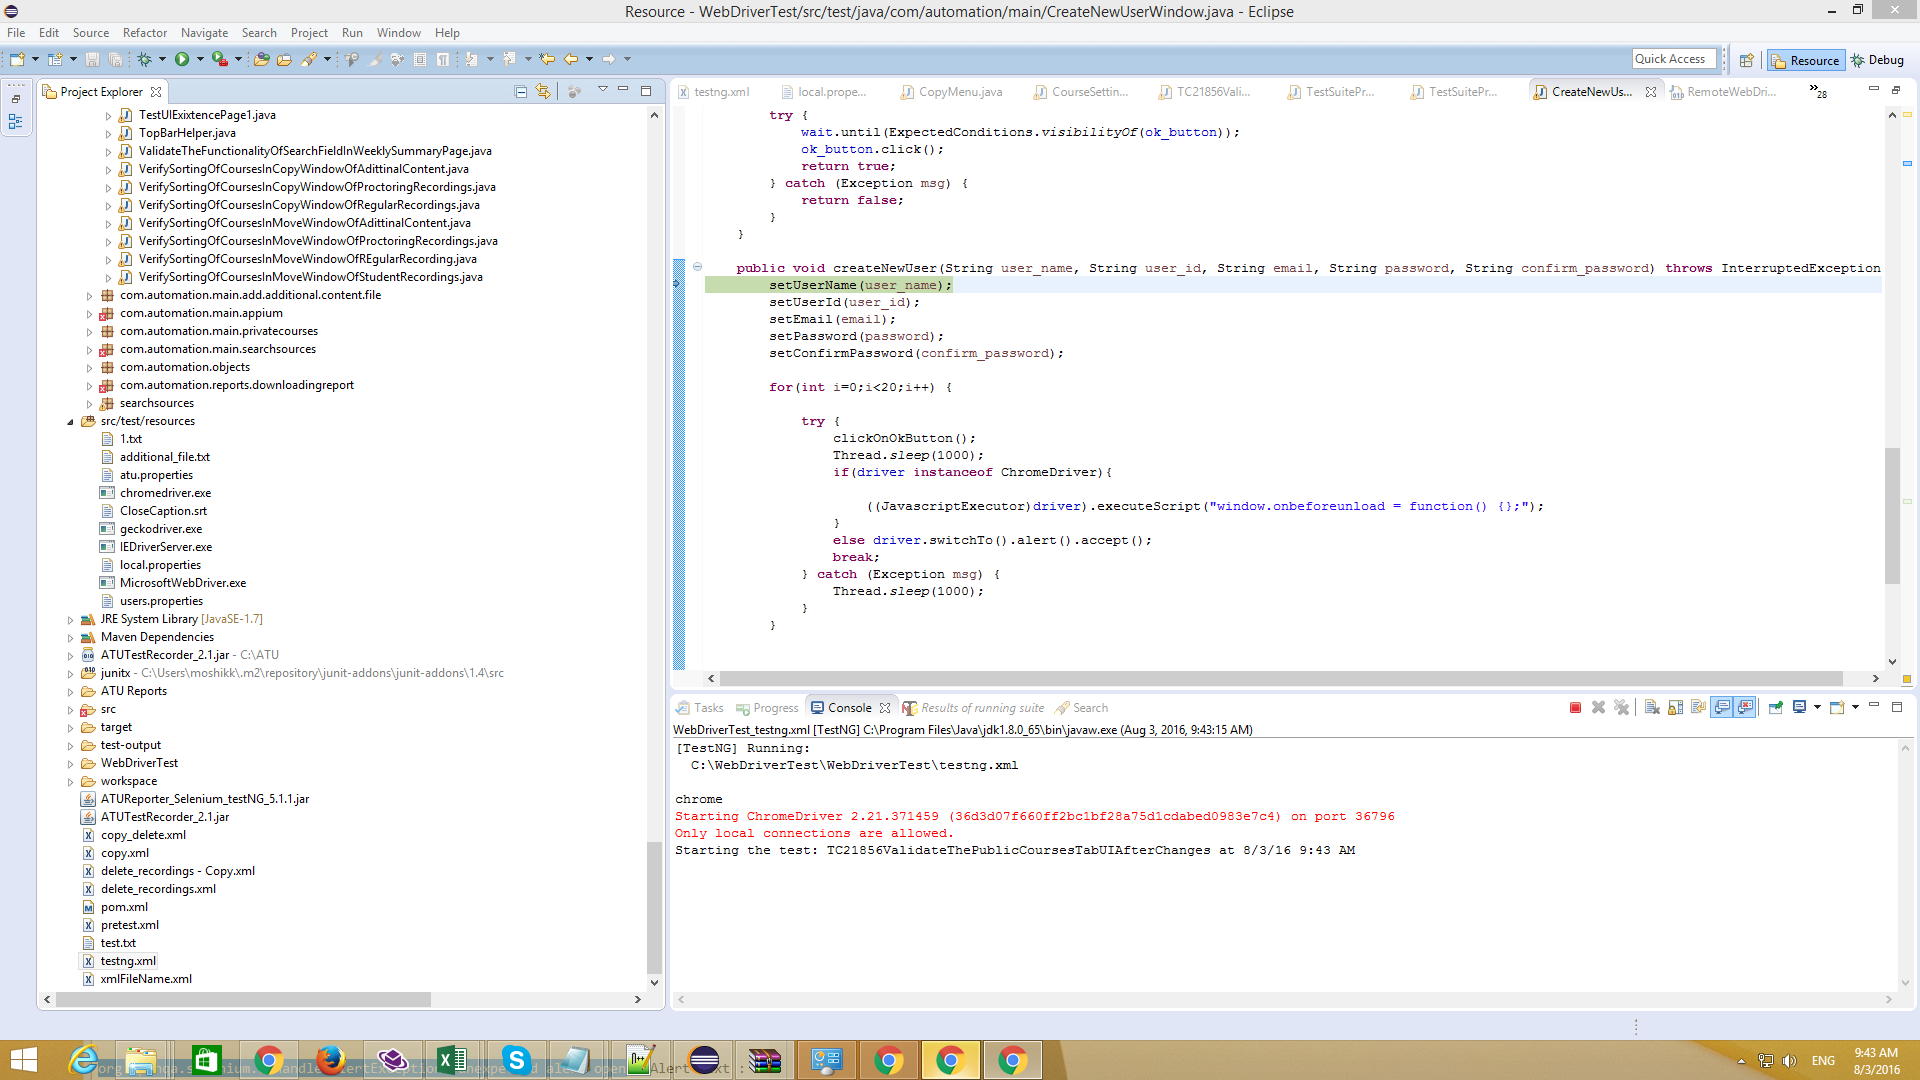 Resource - WebDriverTest/src/test/java/com/automation/main/CreateNewUserWindow.java - Eclipse
File Edit Source Refactor Navigate Search Project Run Window Help
Quick Access
Resource
Debug
Project Explorer
TestUIExixtencePage1.java
TopBarHelper.java
ValidateTheFunctionalityOfSearchFieldInWeeklySummaryPage.java
VerifySortingOfCoursesInCopyWindowOfAdittinalContent.java
VerifySortingOfCoursesInCopyWindowOfProctoringRecordings.java
VerifySortingOfCoursesInCopyWindowOfRegularRecordings.java
VerifySortingOfCoursesInMoveWindowOfAdittinalContent.java
VerifySortingOfCoursesInMoveWindowOfProctoringRecordings.java
VerifySortingOfCoursesInMoveWindowOfREgularRecording.java
VerifySortingOfCoursesInMoveWindowOfStudentRecordings.java
com.automation.main.add.additional.content.file
com.automation.main.appium
com.automation.main.privatecourses
com.automation.main.searchsources
com.automation.objects
com.automation.reports.downloadingreport
searchsources
src/test/resources
1.txt
additional_file.txt
atu.properties
chromedriver.exe
CloseCaption.srt
geckodriver.exe
IEDriverServer.exe
local.properties
MicrosoftWebDriver.exe
users.properties
JRE System Library [JavaSE-1.7]
Maven Dependencies
ATUTestRecorder_2.1.jar - C:\ATU
junitx - C:\Users\moshikk\.m2\repository\junit-addons\junit-addons\1.4\src
ATU Reports
src
target
test-output
WebDriverTest
workspace
ATUReporter_Selenium_testNG_5.1.1.jar
ATUTestRecorder_2.1.jar
copy_delete.xml
copy.xml
delete_recordings - Copy.xml
delete_recordings.xml
pom.xml
pretest.xml
test.txt
testng.xml
xmlFileName.xml
testng.xml local.prope... CopyMenu.java CourseSettin... TC21856Vali... TestSuitePr... TestSuitePr... CreateNewUs... RemoteWebDri... »28
try {
wait.until(ExpectedConditions.visibilityOf(ok_button));
ok_button.click();
return true;
} catch (Exception msg) {
return false;
}
}
public void createNewUser(String user_name, String user_id, String email, String password, String confirm_password) throws InterruptedException
setUserName(user_name);
setUserId(user_id);
setEmail(email);
setPassword(password);
setConfirmPassword(confirm_password);
for(int i=0;i<20;i++) {
try {
clickOnOkButton();
Thread.sleep(1000);
if(driver instanceof ChromeDriver){
((JavascriptExecutor)driver).executeScript("window.onbeforeunload = function() {};");
}
else driver.switchTo().alert().accept();
break;
} catch (Exception msg) {
Thread.sleep(1000);
}
}
Tasks Progress Console Results of running suite Search
WebDriverTest_testng.xml [TestNG] C:\Program Files\Java\jdk1.8.0_65\bin\javaw.exe (Aug 3, 2016, 9:43:15 AM)
[TestNG] Running:
C:\WebDriverTest\WebDriverTest\testng.xml
chrome
Starting ChromeDriver 2.21.371459 (36d3d07f660ff2bc1bf28a75d1cdabed0983e7c4) on port 36796
Only local connections are allowed.
Starting the test: TC21856ValidateThePublicCoursesTabUIAfterChanges at 8/3/16 9:43 AM
ENG
9:43 AM
8/3/2016